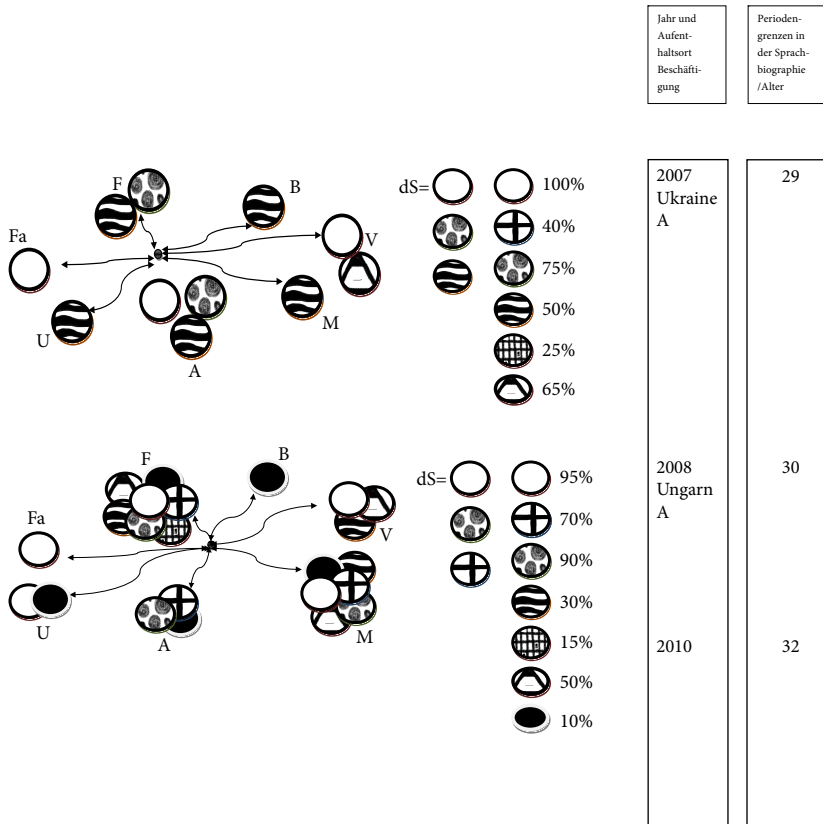 Jahr und
Aufent-
haltsort
Beschäfti-
gung
Perioden-
grenzen in
der Sprach-
biographie
/Alter
F
B
Fa
V
U
M
A
dS=
100%
40%
75%
50%
25%
65%
2007
Ukraine
A
29
F
B
Fa
V
U
A
M
dS=
95%
70%
90%
30%
15%
50%
10%
2008
Ungarn
A
30
2010
32